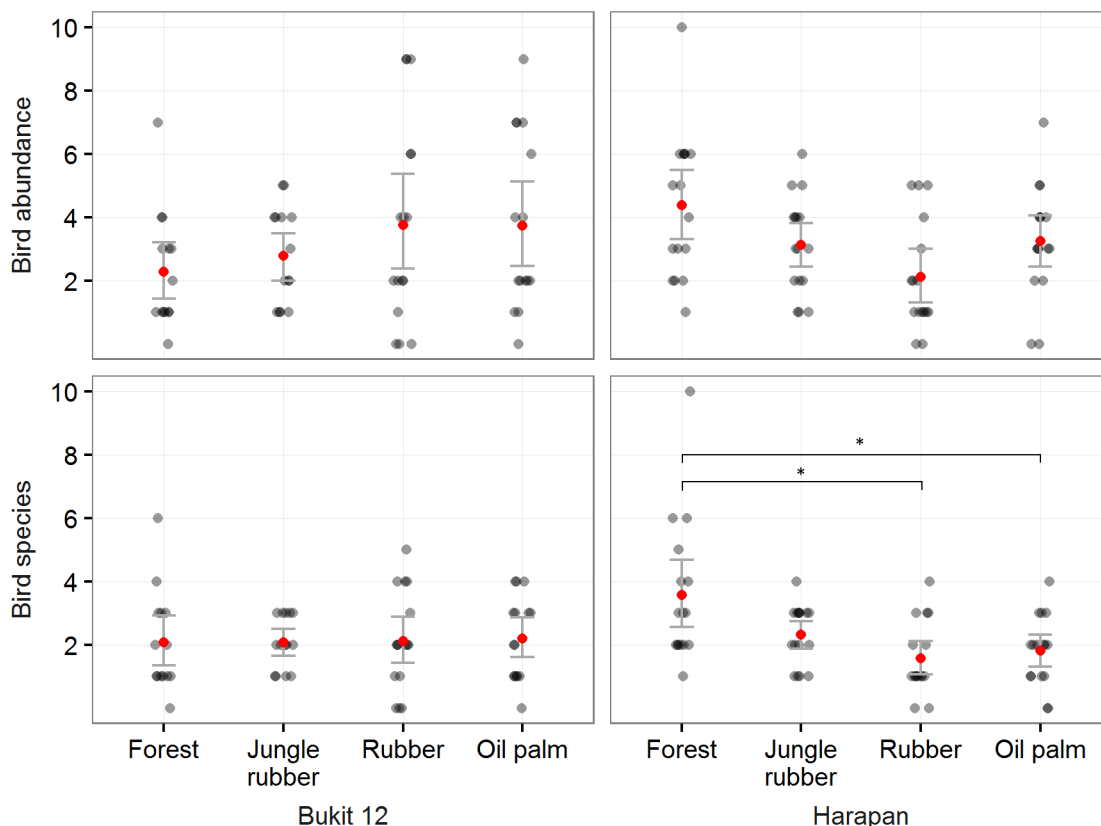 Bird abundance
10
8
6
4
2
Bird species
10
8
6
4
2
*
*
Forest
Jungle
rubber
Rubber
Oil palm
Forest
Jungle
rubber
Rubber
Oil palm
Bukit 12
Harapan